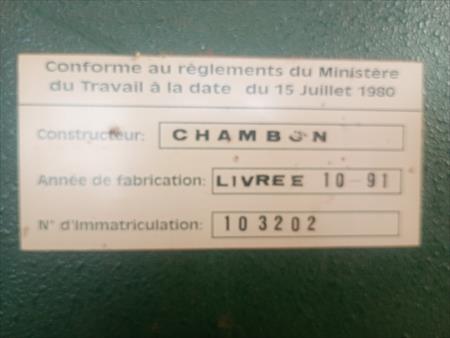 Conforme au règlements du Ministère
du Travail à la date du 15 Juillet 1980
Constructeur: CHAMBON
Année de fabrication: LIVREE 10-91
N° d'Immatriculation: 103202